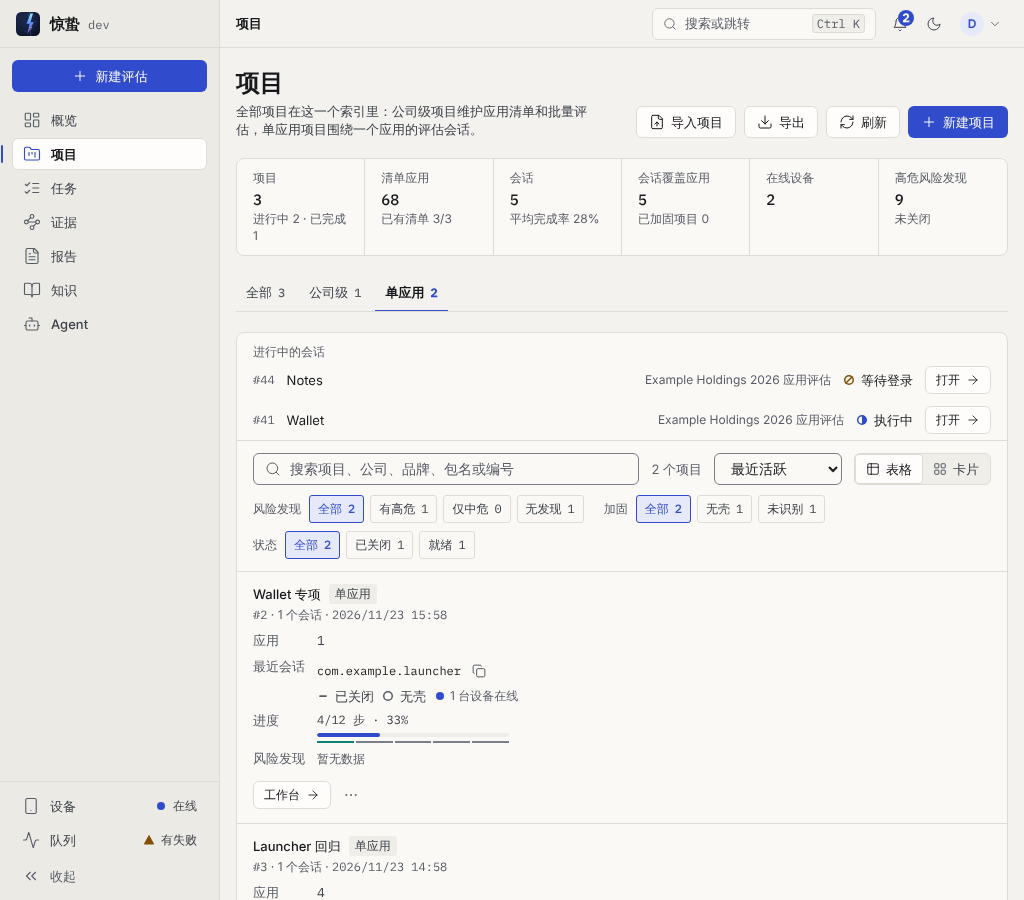 惊蛰 dev
项目
搜索或跳转 Ctrl K
2
D
新建评估
概览
项目
任务
证据
报告
知识
Agent
设备 在线
队列 有失败
收起
项目
全部项目在这一个索引里：公司级项目维护应用清单和批量评
估，单应用项目围绕一个应用的评估会话。
导入项目 导出 刷新 新建项目
项目
3
进行中 2 · 已完成
1
清单应用
68
已有清单 3/3
会话
5
平均完成率 28%
会话覆盖应用
5
已加固项目 0
在线设备
2
高危风险发现
9
未关闭
全部 3 公司级 1 单应用 2
进行中的会话
#44 Notes Example Holdings 2026 应用评估 等待登录 打开
#41 Wallet Example Holdings 2026 应用评估 执行中 打开
搜索项目、公司、品牌、包名或编号 2 个项目 最近活跃 表格 卡片
风险发现 全部 2 有高危 1 仅中危 0 无发现 1 加固 全部 2 无壳 1 未识别 1
状态 全部 2 已关闭 1 就绪 1
Wallet 专项 单应用
#2 · 1 个会话 · 2026/11/23 15:58
应用 1
最近会话 com.example.launcher
已关闭 无壳 1 台设备在线
进度 4/12 步 · 33%
风险发现 暂无数据
工作台 ···
Launcher 回归 单应用
#3 · 1 个会话 · 2026/11/23 14:58
应用 4